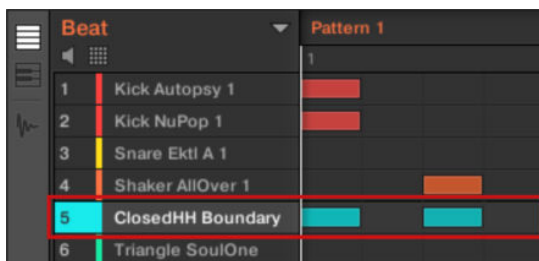 Beat Pattern 1
1
1 Kick Autopsy 1
2 Kick NuPop 1
3 Snare Ektl A 1
4 Shaker AllOver 1
5 ClosedHH Boundary
6 Triangle SoulOne